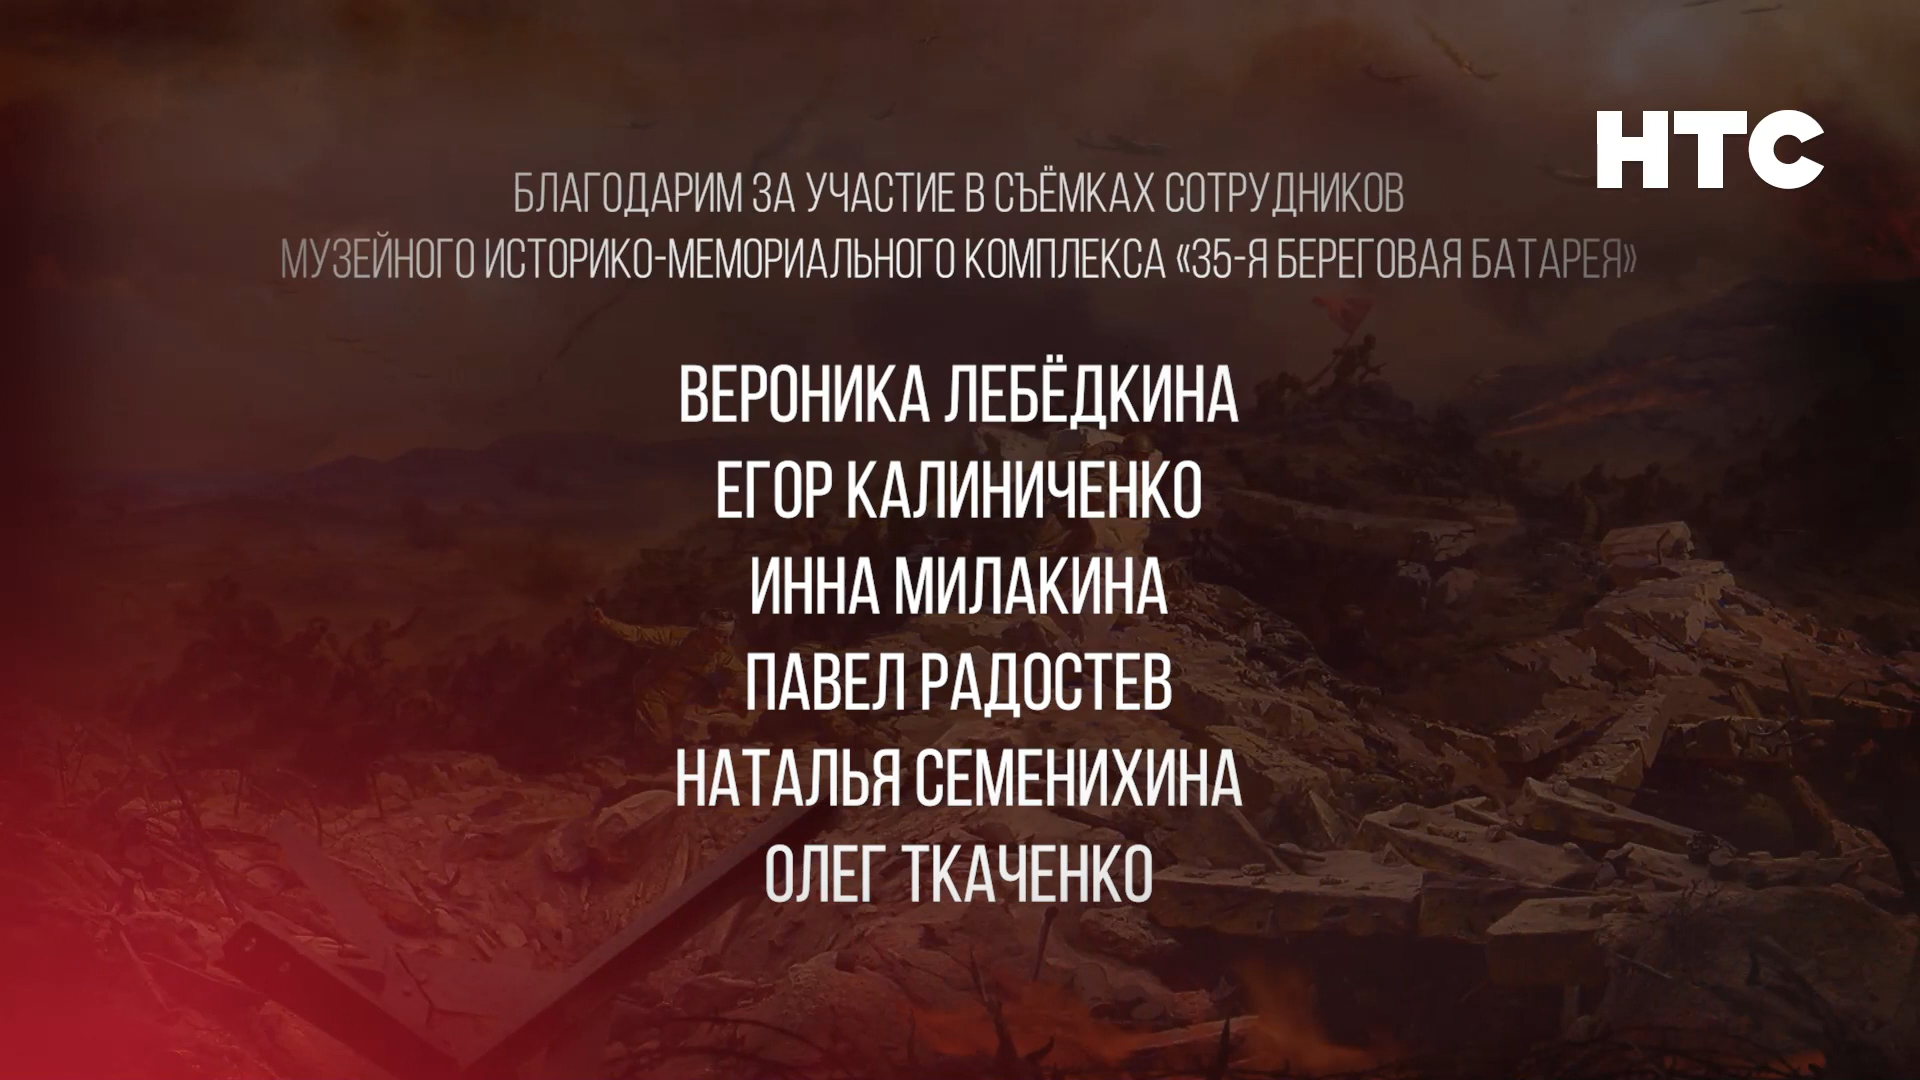 НТС
БЛАГОДАРИМ ЗА УЧАСТИЕ В СЪЁМКАХ СОТРУДНИКОВ
МУЗЕЙНОГО ИСТОРИКО-МЕМОРИАЛЬНОГО КОМПЛЕКСА «35-Я БЕРЕГОВАЯ БАТАРЕЯ»
ВЕРОНИКА ЛЕБЁДКИНА
ЕГОР КАЛИНИЧЕНКО
ИННА МИЛАКИНА
ПАВЕЛ РАДОСТЕВ
НАТАЛЬЯ СЕМЕНИХИНА
ОЛЕГ ТКАЧЕНКО